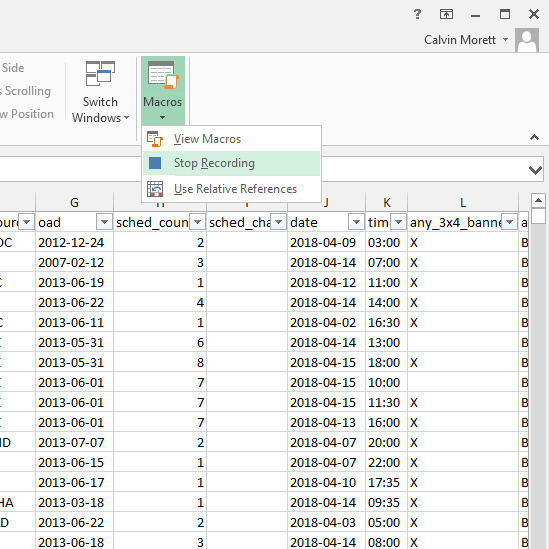 ?
Calvin Morett
Side
s Scrolling
w Position
Switch
Windows
Macros
View Macros
Stop Recording
Use Relative References
G H I J K L
oad sched_coun sched_cha date time any_3x4_banne a
OC 2012-12-24 2 2018-04-09 03:00 X B
2007-02-12 3 2018-04-14 07:00 X B
C 2013-06-19 1 2018-04-12 11:00 X B
2013-06-22 4 2018-04-14 14:00 X B
C 2013-06-11 1 2018-04-02 16:30 X B
E 2013-05-31 6 2018-04-14 13:00 B
E 2013-05-31 8 2018-04-15 18:00 X B
E 2013-06-01 7 2018-04-15 10:00 B
E 2013-06-01 7 2018-04-15 11:30 X B
E 2013-06-01 7 2018-04-13 16:00 X B
ND 2013-07-07 2 2018-04-07 20:00 X B
2013-06-15 1 2018-04-07 22:00 X B
2013-06-17 1 2018-04-10 17:35 X B
HA 2013-03-18 1 2018-04-14 09:35 X B
D 2013-06-22 2 2018-04-03 05:00 X B
2013-06-18 3 2018-04-14 08:00 X B